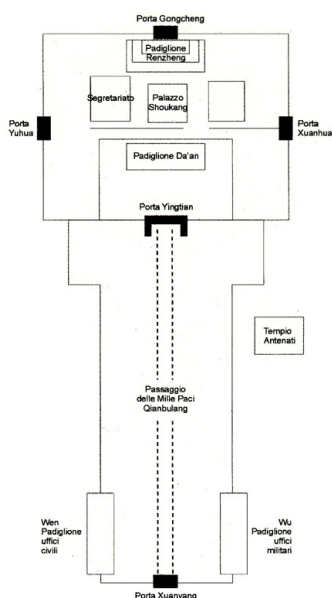 Porta Gongcheng
Padiglione
Renzheng
Segretariato
Palazzo
Shoukang
Porta
Yuhua
Porta
Xuanhua
Padiglione Da'an
Porta Yingtian
Tempio
Antenati
Passaggio
delle Mille Paci
Qianbulang
Wen
Padiglione
uffici
civili
Wu
Padiglione
uffici
militari
Porta Xuanyang